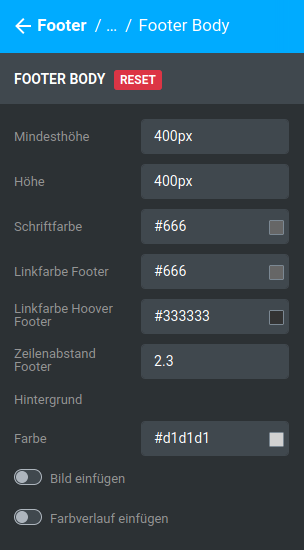 Footer / ... / Footer Body
FOOTER BODY RESET
Mindesthöhe 400px
Höhe 400px
Schriftfarbe #666
Linkfarbe Footer #666
Linkfarbe Hoover
Footer #333333
Zeilenabstand
Footer 2.3
Hintergrund
Farbe #d1d1d1
Bild einfügen
Farbverlauf einfügen